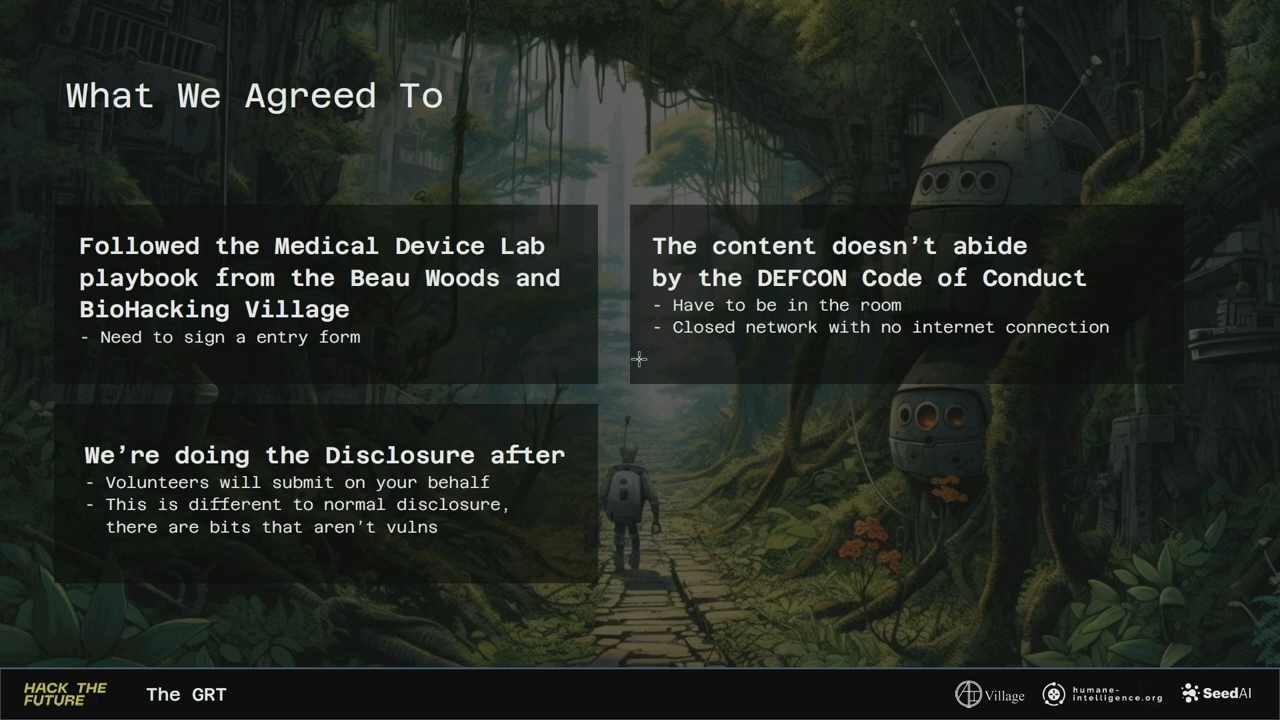 What We Agreed To
Followed the Medical Device Lab
playbook from the Beau Woods and
BioHacking Village
- Need to sign a entry form
The content doesn’t abide
by the DEFCON Code of Conduct
- Have to be in the room
- Closed network with no internet connection
We’re doing the Disclosure after
- Volunteers will submit on your behalf
- This is different to normal disclosure,
there are bits that aren’t vulns
HACK THE
FUTURE
The GRT
AI Village
humane-
intelligence.org
SeedAI